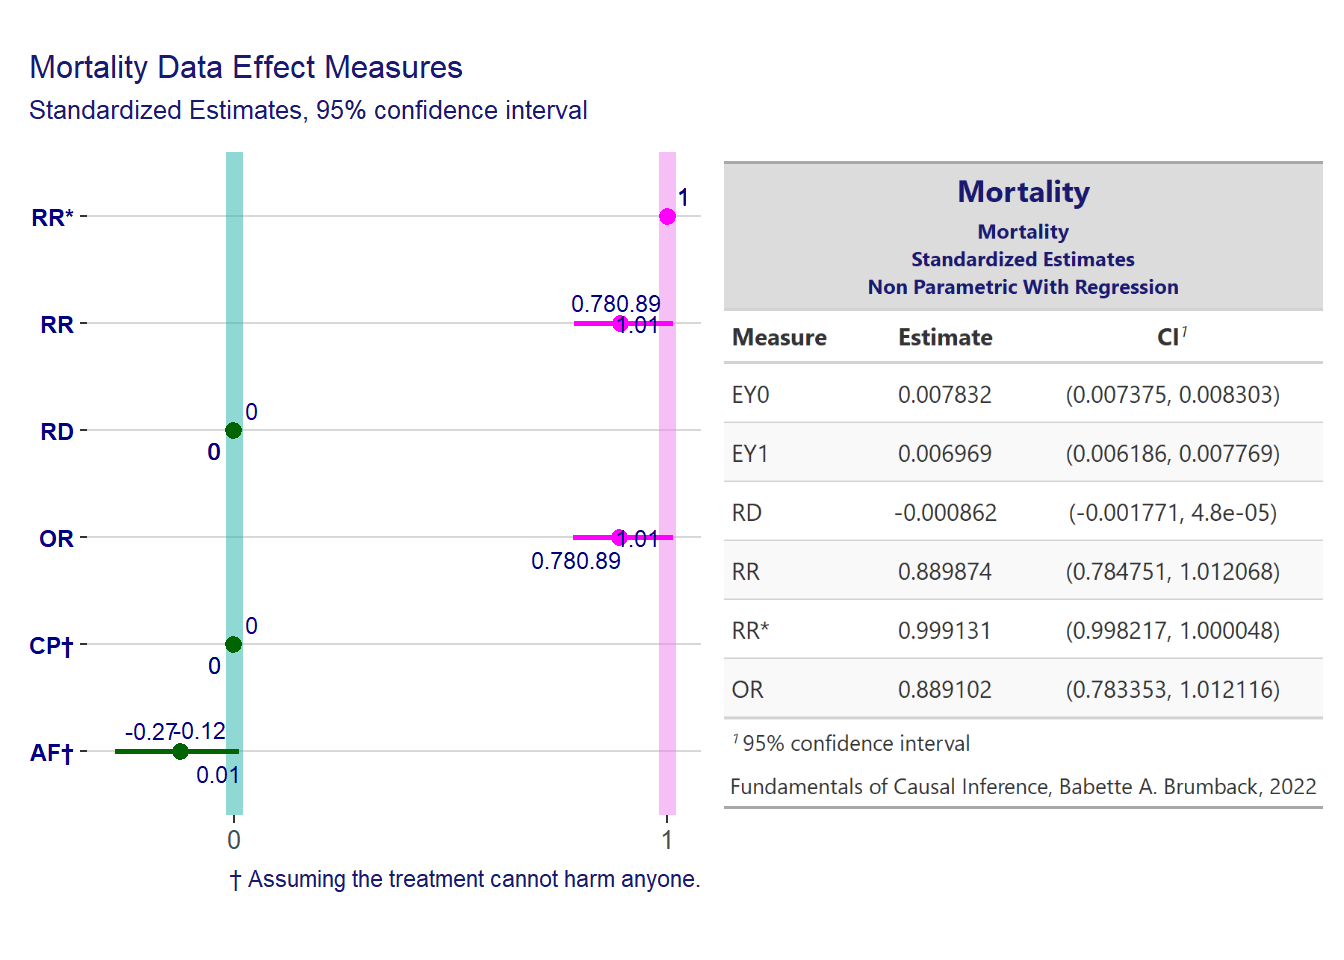 Mortality Data Effect Measures
Standardized Estimates, 95% confidence interval
RR*
1
RR
0.78
0.89
1.01
RD
0
0
OR
1.01
0.78
0.89
CP†
0
0
AF†
-0.27
-0.12
0.01
0
1
† Assuming the treatment cannot harm anyone.
Mortality
Mortality
Standardized Estimates
Non Parametric With Regression
Measure Estimate CI1
EY0 0.007832 (0.007375, 0.008303)
EY1 0.006969 (0.006186, 0.007769)
RD -0.000862 (-0.001771, 4.8e-05)
RR 0.889874 (0.784751, 1.012068)
RR* 0.999131 (0.998217, 1.000048)
OR 0.889102 (0.783353, 1.012116)
1 95% confidence interval
Fundamentals of Causal Inference, Babette A. Brumback, 2022